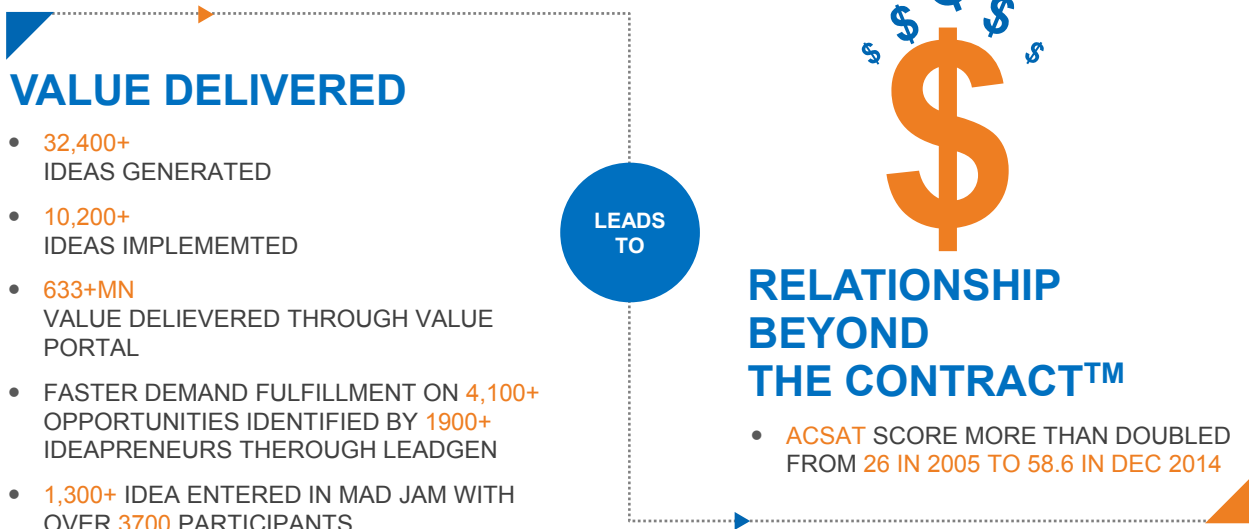 VALUE DELIVERED
32,400+
IDEAS GENERATED
10,200+
IDEAS IMPLEMEMTED
633+MN
VALUE DELIEVERED THROUGH VALUE
PORTAL
FASTER DEMAND FULFILLMENT ON 4,100+
OPPORTUNITIES IDENTIFIED BY 1900+
IDEAPRENEURS THEROUGH LEADGEN
1,300+ IDEA ENTERED IN MAD JAM WITH
OVER 3700 PARTICIPANTS
LEADS
TO
$ $ $ $ $
$
RELATIONSHIP
BEYOND
THE CONTRACT™
ACSAT SCORE MORE THAN DOUBLED
FROM 26 IN 2005 TO 58.6 IN DEC 2014